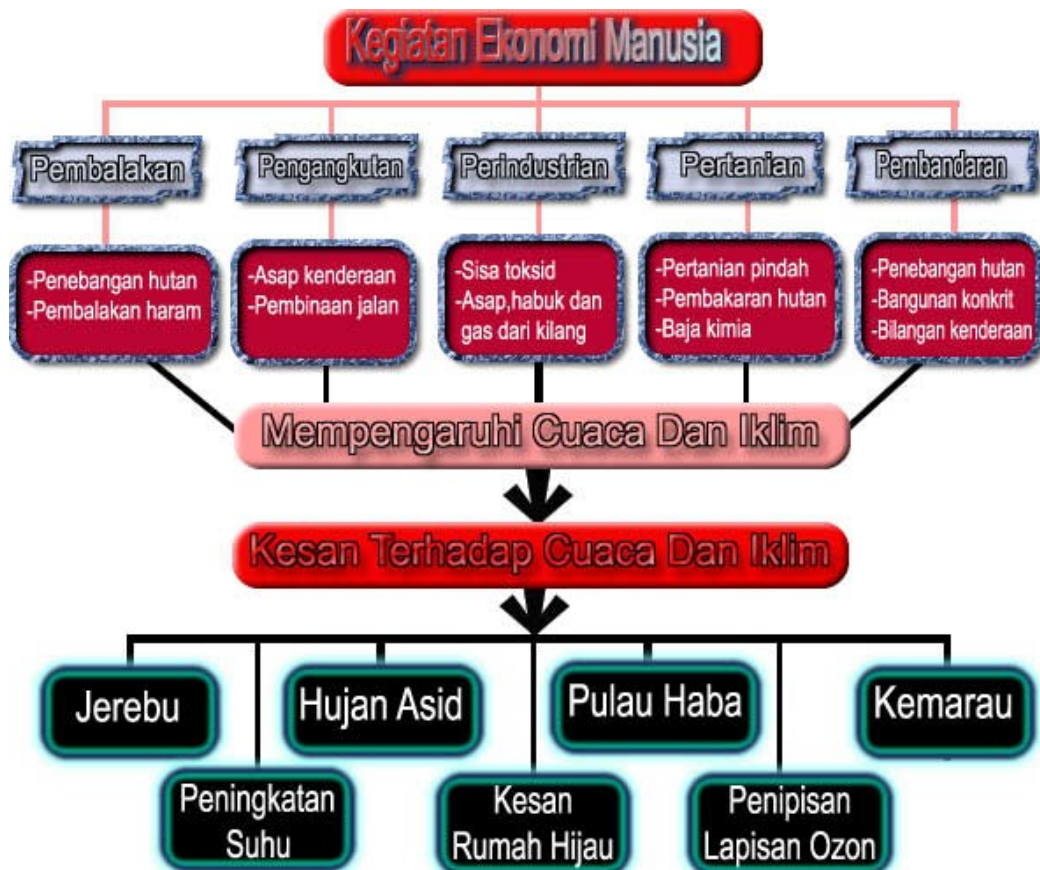 Kegiatan Ekonomi Manusia
Pembalakan
Pengangkutan
Perindustrian
Pertanian
Pembandaran
-Penebangan hutan
-Pembalakan haram
-Asap kenderaan
-Pembinaan jalan
-Sisa toksid
-Asap,habuk dan
gas dari kilang
-Pertanian pindah
-Pembakaran hutan
-Baja kimia
-Penebangan hutan
-Bangunan konkrit
-Bilangan kenderaan
Mempengaruhi Cuaca Dan Iklim
Kesan Terhadap Cuaca Dan Iklim
Jerebu
Hujan Asid
Pulau Haba
Kemarau
Peningkatan
Suhu
Kesan
Rumah Hijau
Penipisan
Lapisan Ozon